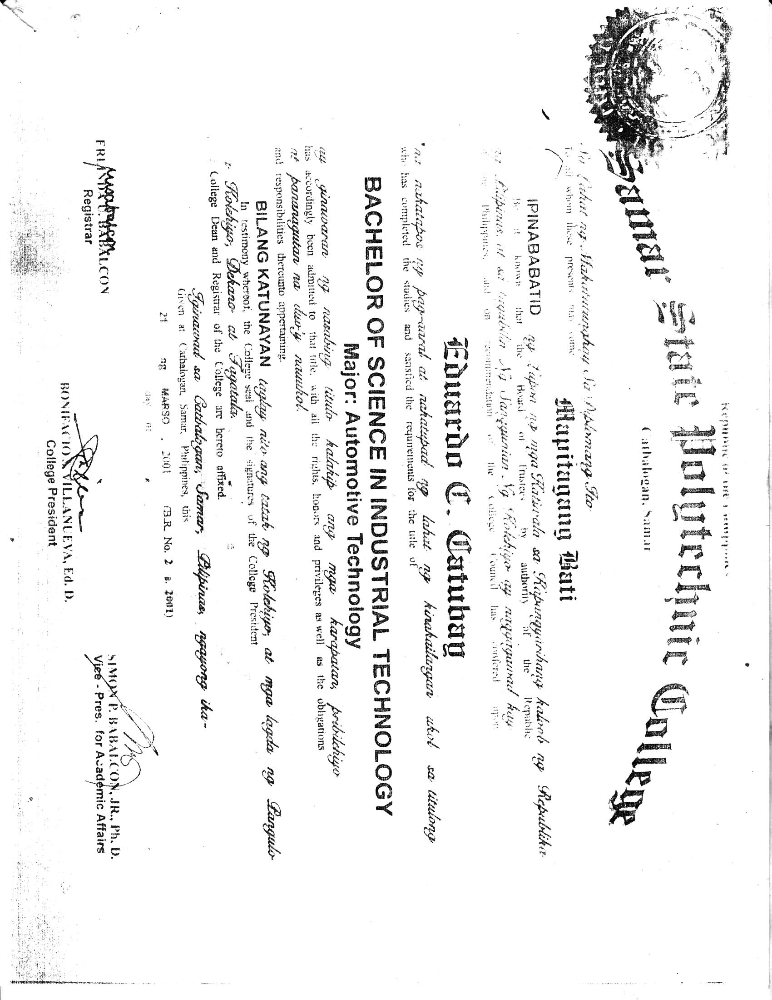 Republic of the Philippines
Samar State Polytechnic College
Catbalogan, Samar
Sa Lahat ng Makatutunghay Sa Diplomang Ito
To all whom these presents may come
Mapitagang Bati
IPINABABATID ng Lupon ng mga Katiwala sa Kapangyarihang kaloob ng Republika
Be it known that the Board of Trustees by authority of the Republic
ng Pilipinas, at sa tagubilin Ng Sanggunian Ng Kolehiyo ay naggagawad kay
of the Philippines, and on recommendation of the College Council has confered upon
Eduardo C. Catubay
na nakatapos ng pag-aaral at nakatupad ng lahat ng kinakailangan ukol sa titulong
who has completed the studies and satisfied the requirements for the title of
BACHELOR OF SCIENCE IN INDUSTRIAL TECHNOLOGY
Major: Automotive Technology
ay ginawaran ng nasabing titulo kalakip ang mga karapatan, pribilehiyo
has accordingly been admitted to that title, with all the rights, honors and privileges as well as the obligations
at pananagutan na diwa'y nauukol.
and responsibilities thereunto appertaining.
BILANG KATUNAYAN taglay nito ang tatak ng Kolehiyo, at mga lagda ng Pangulo
In testimony whereof, the College seal and the signatures of the College President
Kolehiyo, Dekano at Tagatala.
College Dean and Registrar of the College are hereto affixed.
Iginawad sa Catbalogan, Samar, Pilipinas, ngayong ika-
Given at Catbalogan, Samar, Philippines, this
21 ng MARSO , 2001 (B.R. No. 2 s. 2001)
day of
BABALCON
Registrar
BONIFACIO VILLANUEVA, Ed. D.
College President
SIMON P. BABALCON, JR., Ph. D.
Vice - Pres. for Academic Affairs